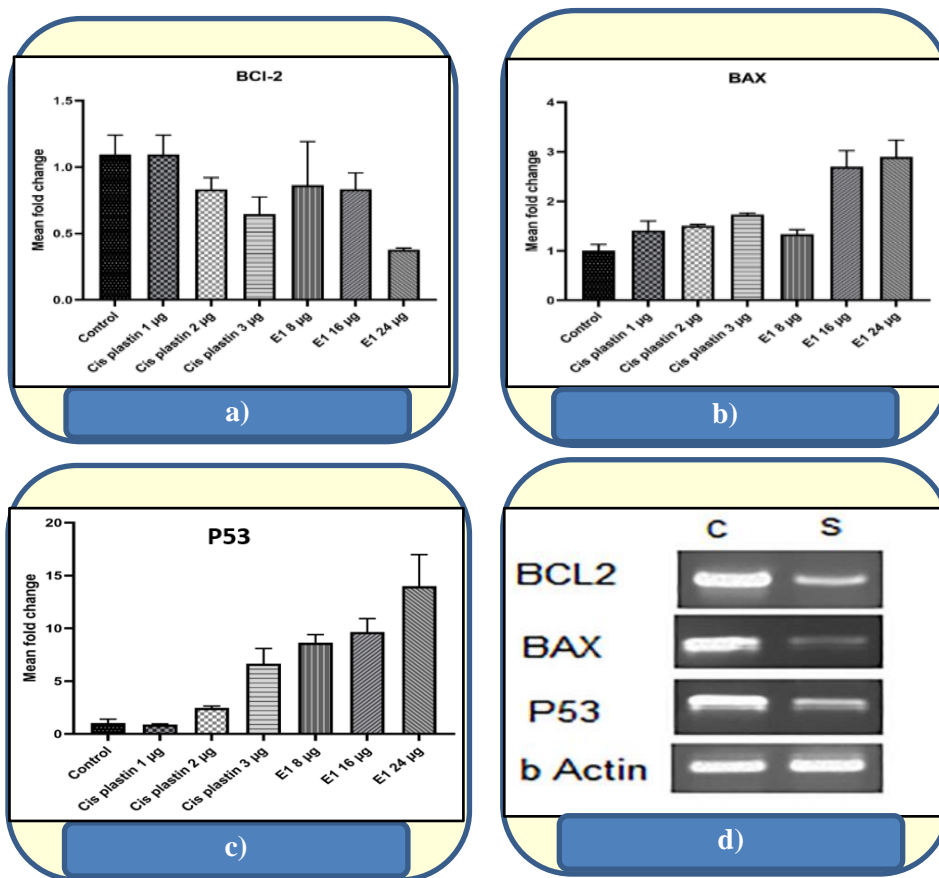 BCl-2
Mean fold change
1.5
1.0
0.5
0.0
Control
Cis plastin 1 µg
Cis plastin 2 µg
Cis plastin 3 µg
E1 8 µg
E1 16 µg
E1 24 µg
a)
BAX
Mean fold change
4
3
2
1
0
Control
Cis plastin 1 µg
Cis plastin 2 µg
Cis plastin 3 µg
E1 8 µg
E1 16 µg
E1 24 µg
b)
P53
Mean fold change
20
15
10
5
0
Control
Cis plastin 1 µg
Cis plastin 2 µg
Cis plastin 3 µg
E1 8 µg
E1 16 µg
E1 24 µg
c)
C S
BCL2
BAX
P53
b Actin
d)